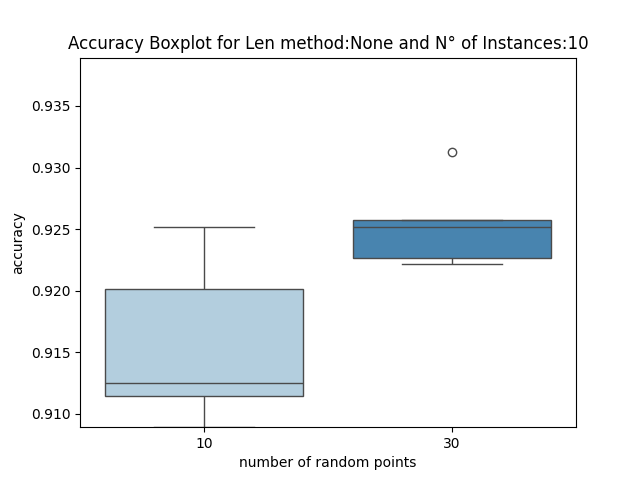 Accuracy Boxplot for Len method:None and N° of Instances:10
accuracy
0.935
0.930
0.925
0.920
0.915
0.910
10 30
number of random points